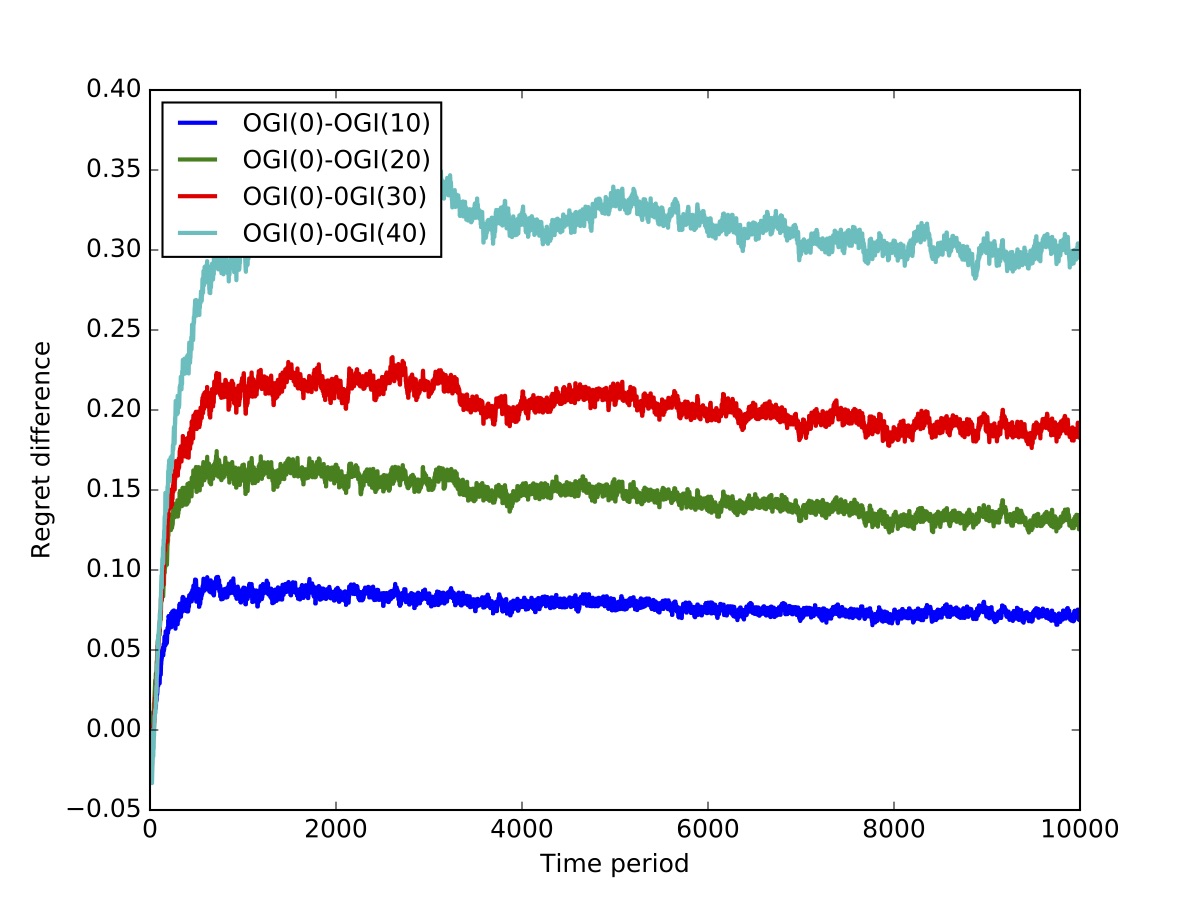 0.40
0.35
0.30
0.25
0.20
0.15
0.10
0.05
0.00
−0.05
Regret difference
OGI(0)-OGI(10)
OGI(0)-OGI(20)
OGI(0)-0GI(30)
OGI(0)-0GI(40)
0 2000 4000 6000 8000 10000
Time period